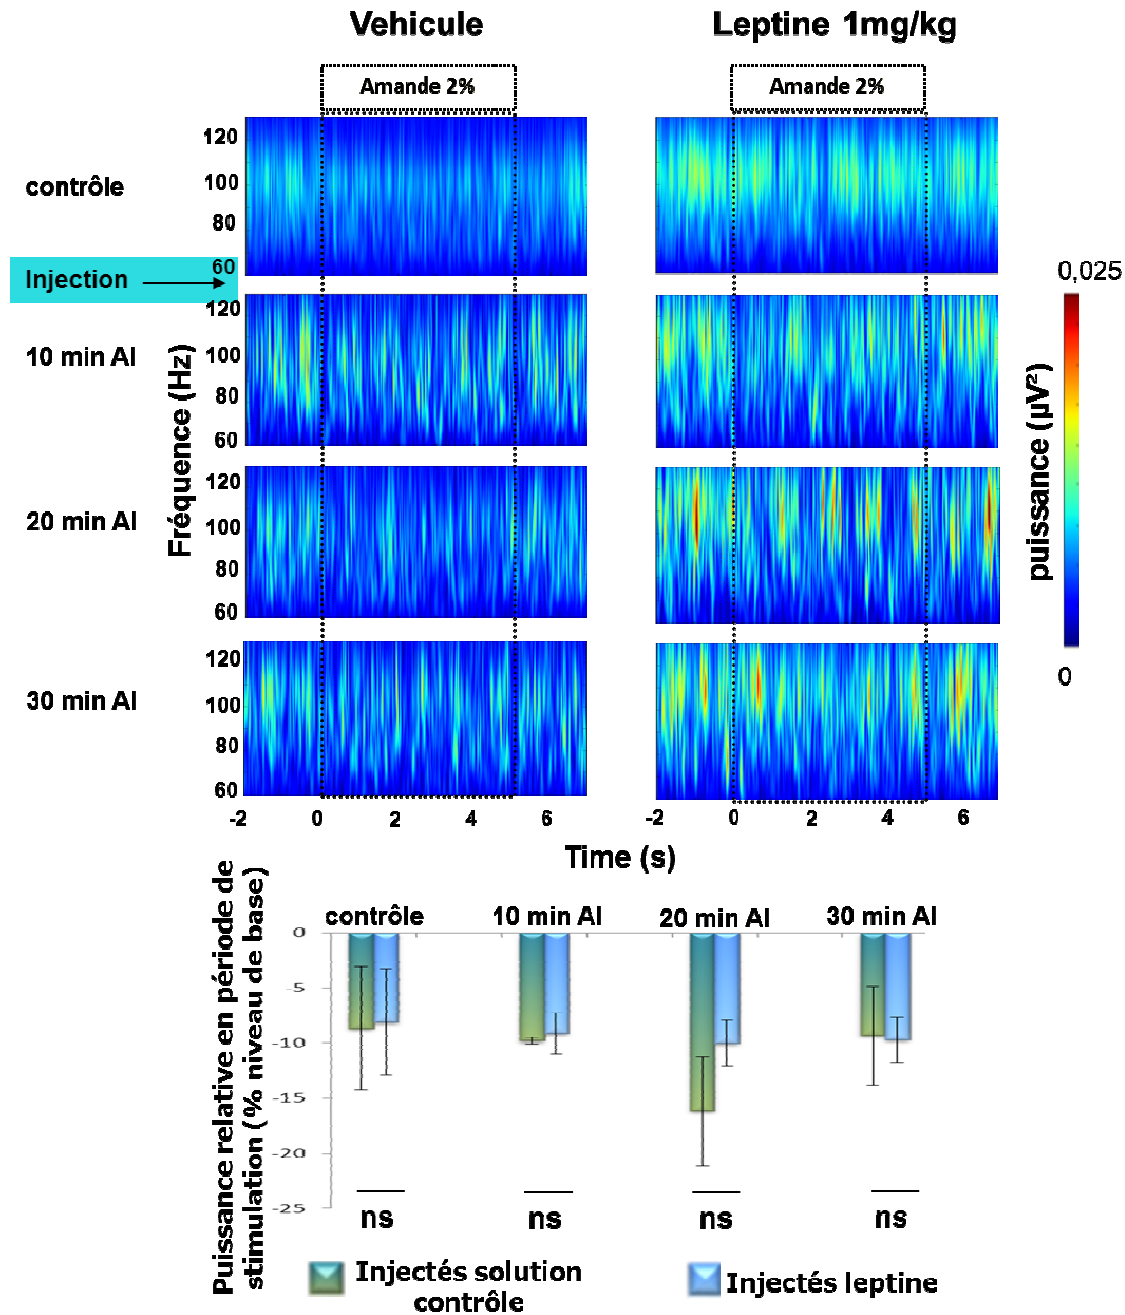 Vehicule
Leptine 1mg/kg
Amande 2%
Amande 2%
contrôle
120
100
80
60
Injection
0,025
10 min AI
120
100
80
60
Fréquence (Hz)
puissance (µV²)
20 min AI
120
100
80
60
0
30 min AI
120
100
80
60
-2
0
2
4
6
-2
0
2
4
6
Time (s)
Puissance relative en période de
stimulation (% niveau de base)
contrôle
10 min AI
20 min AI
30 min AI
0
-5
-10
-15
-20
-25
ns
ns
ns
ns
Injectés solution
contrôle
Injectés leptine